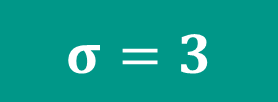 σ = 3